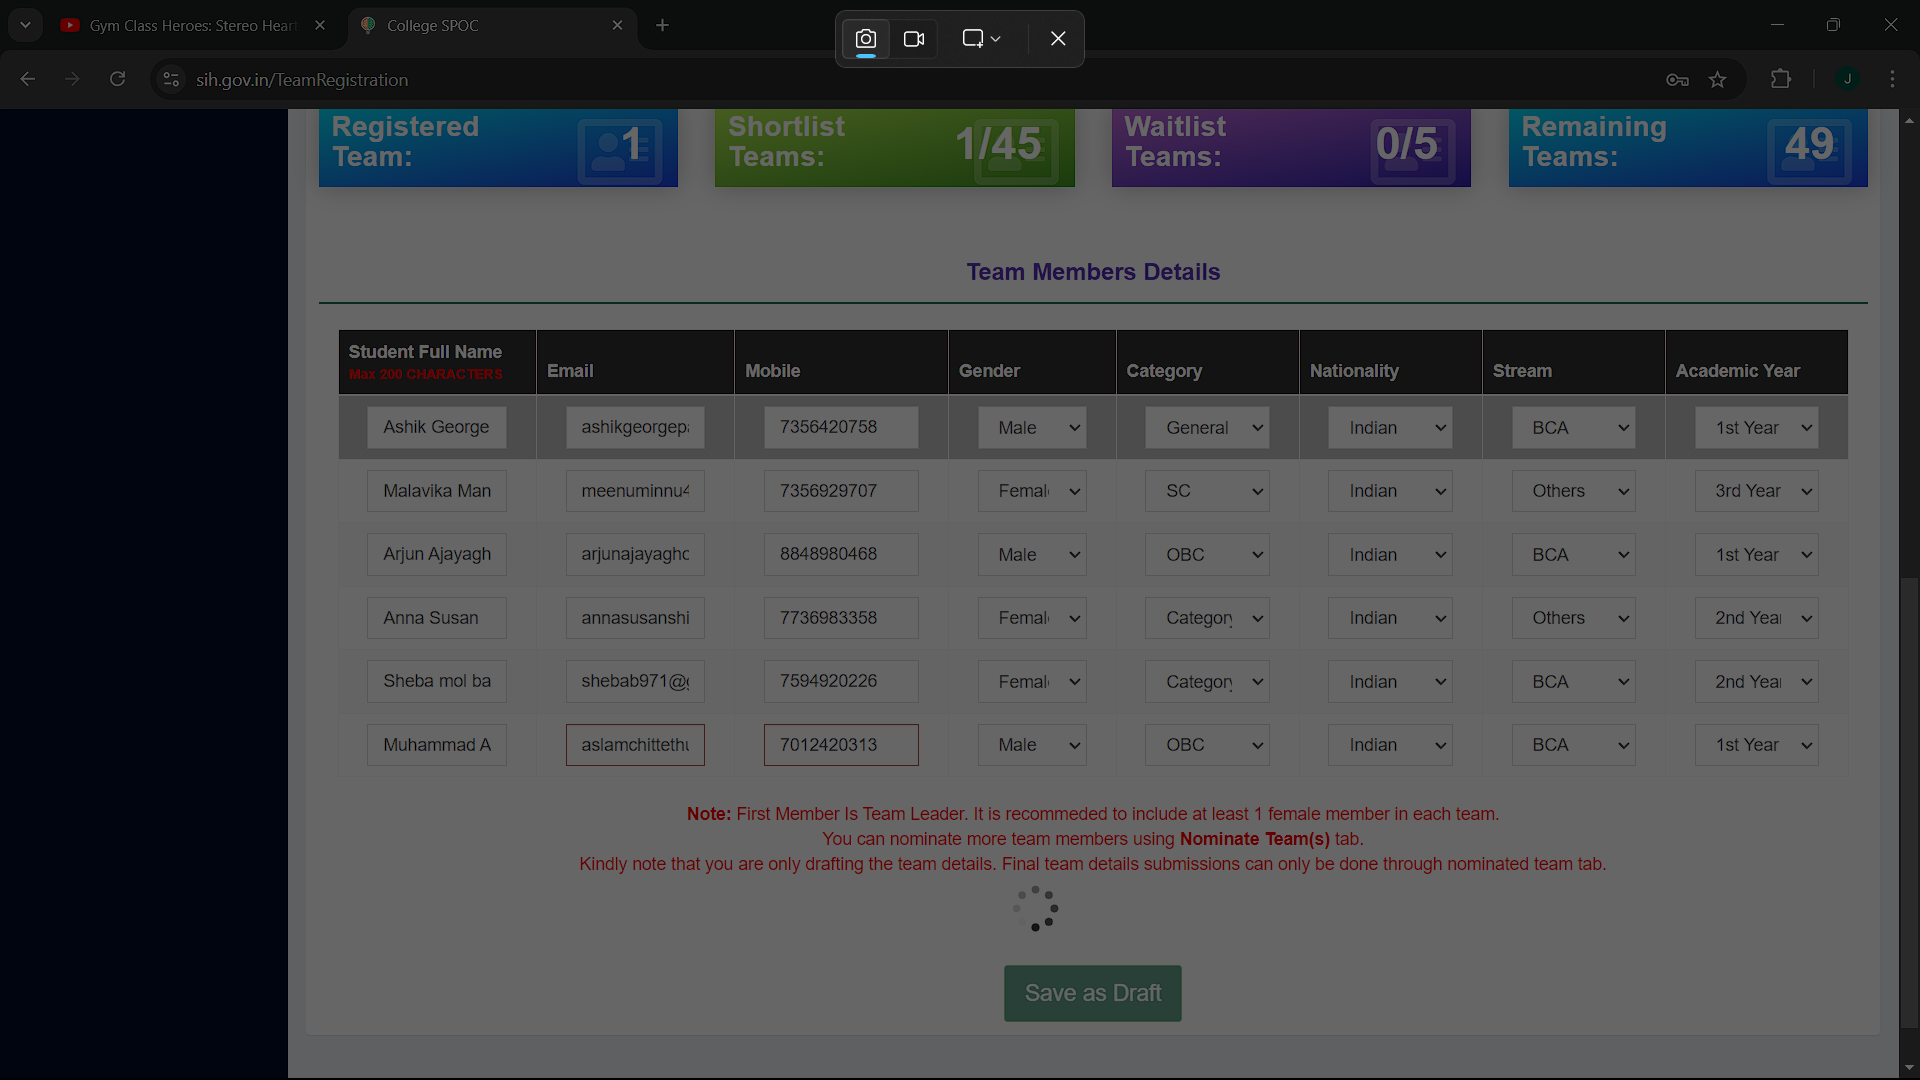 Gym Class Heroes: Stereo Heart
College SPOC
sih.gov.in/TeamRegistration
J
Registered Team: 1
Shortlist Teams: 1/45
Waitlist Teams: 0/5
Remaining Teams: 49
Team Members Details
Student Full Name Max 200 CHARACTERS Email Mobile Gender Category Nationality Stream Academic Year
Ashik George ashikgeorgepa 7356420758 Male General Indian BCA 1st Year
Malavika Man meenuminnu4 7356929707 Femal SC Indian Others 3rd Year
Arjun Ajayagh arjunajayaghc 8848980468 Male OBC Indian BCA 1st Year
Anna Susan annasusanshi 7736983358 Femal Categor Indian Others 2nd Yea
Sheba mol ba shebab971@g 7594920226 Femal Categor Indian BCA 2nd Yea
Muhammad A aslamchittethu 7012420313 Male OBC Indian BCA 1st Year
Note: First Member Is Team Leader. It is recommeded to include at least 1 female member in each team.
You can nominate more team members using Nominate Team(s) tab.
Kindly note that you are only drafting the team details. Final team details submissions can only be done through nominated team tab.
Save as Draft